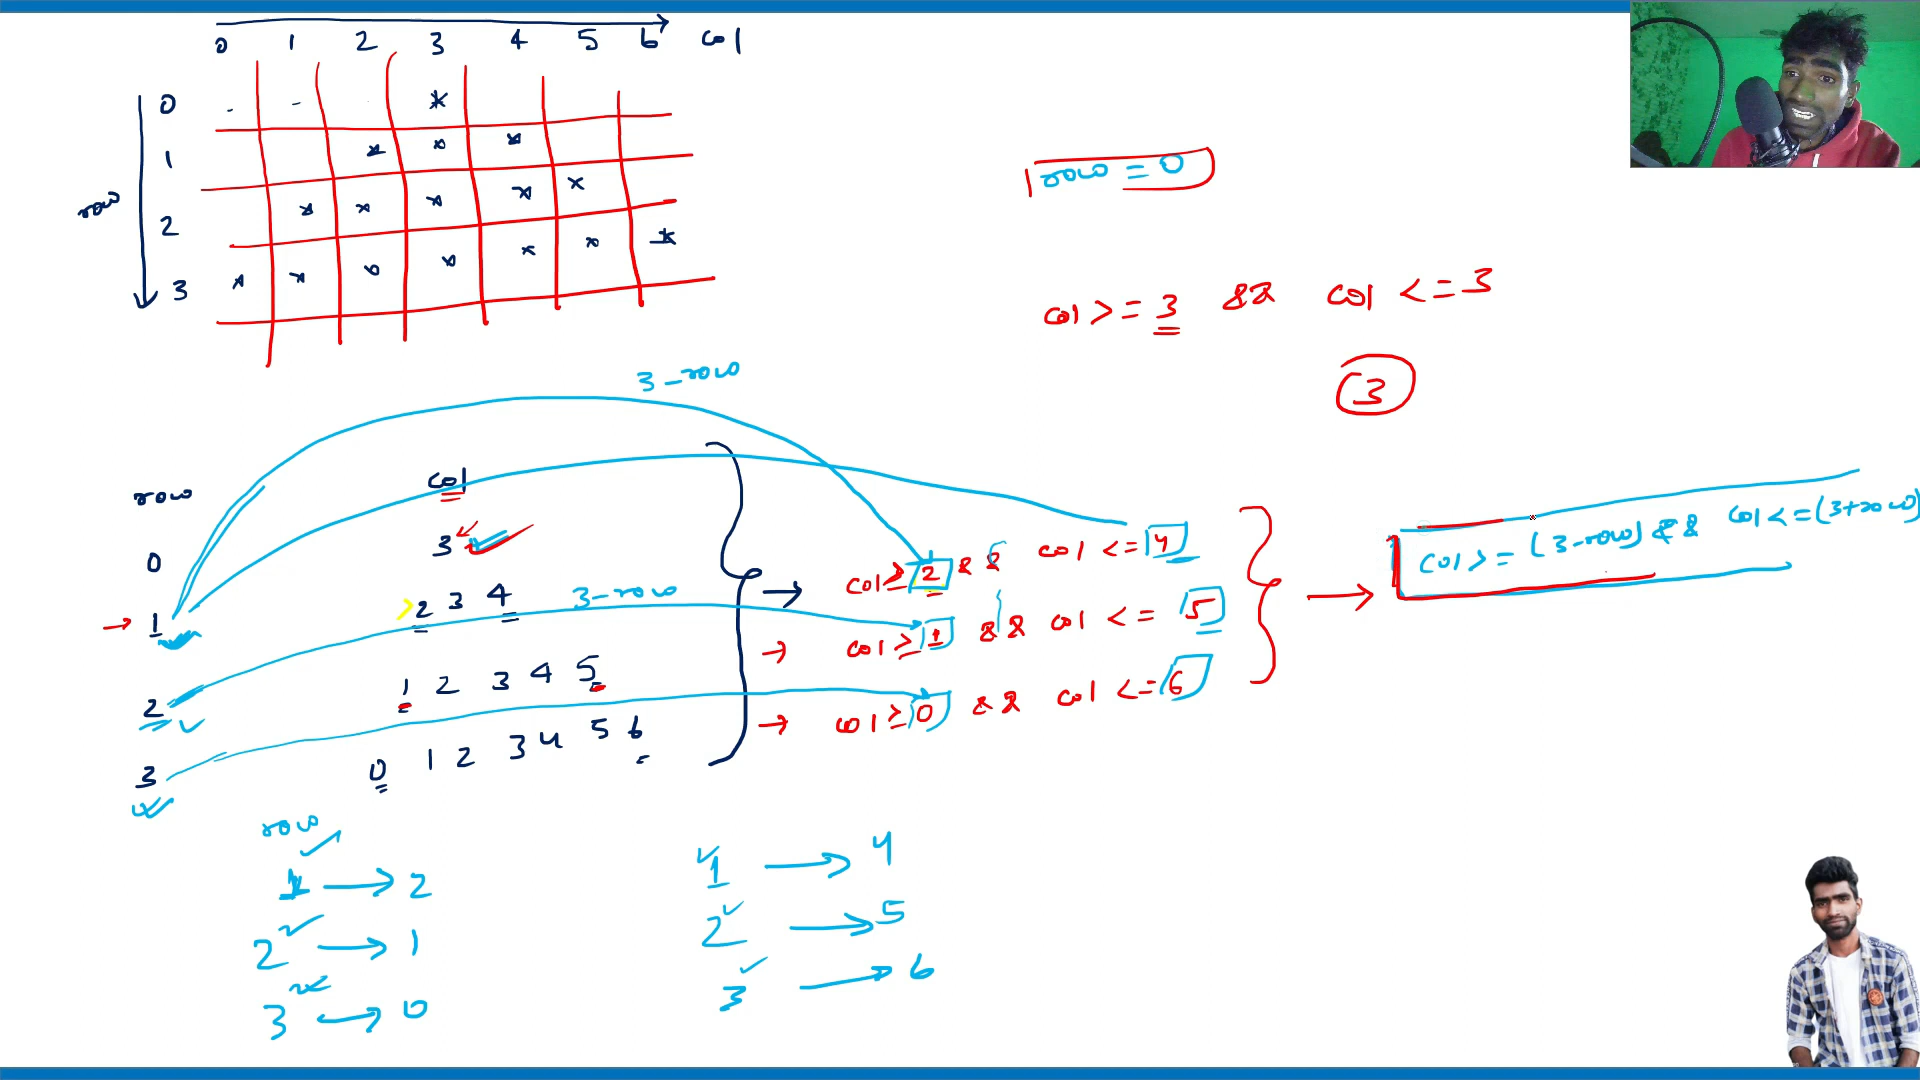 0 1 2 3 4 5 6 col
0 - - *
1 * * *
row
2 * * * * *
3 * * * * * * *
row = 0
col >= 3 && col <= 3
3
3-row
row col
0 3
1 2 3 4 3-row
2 1 2 3 4 5
3 0 1 2 3 4 5 6
col ≥ 2 && col <= 4
col ≥ 1 && col <= 5
col ≥ 0 && col <= 6
col >= (3-row) && col <= (3+row)
row
1 → 2
2 → 1
3 → 0
1 → 4
2 → 5
3 → 6